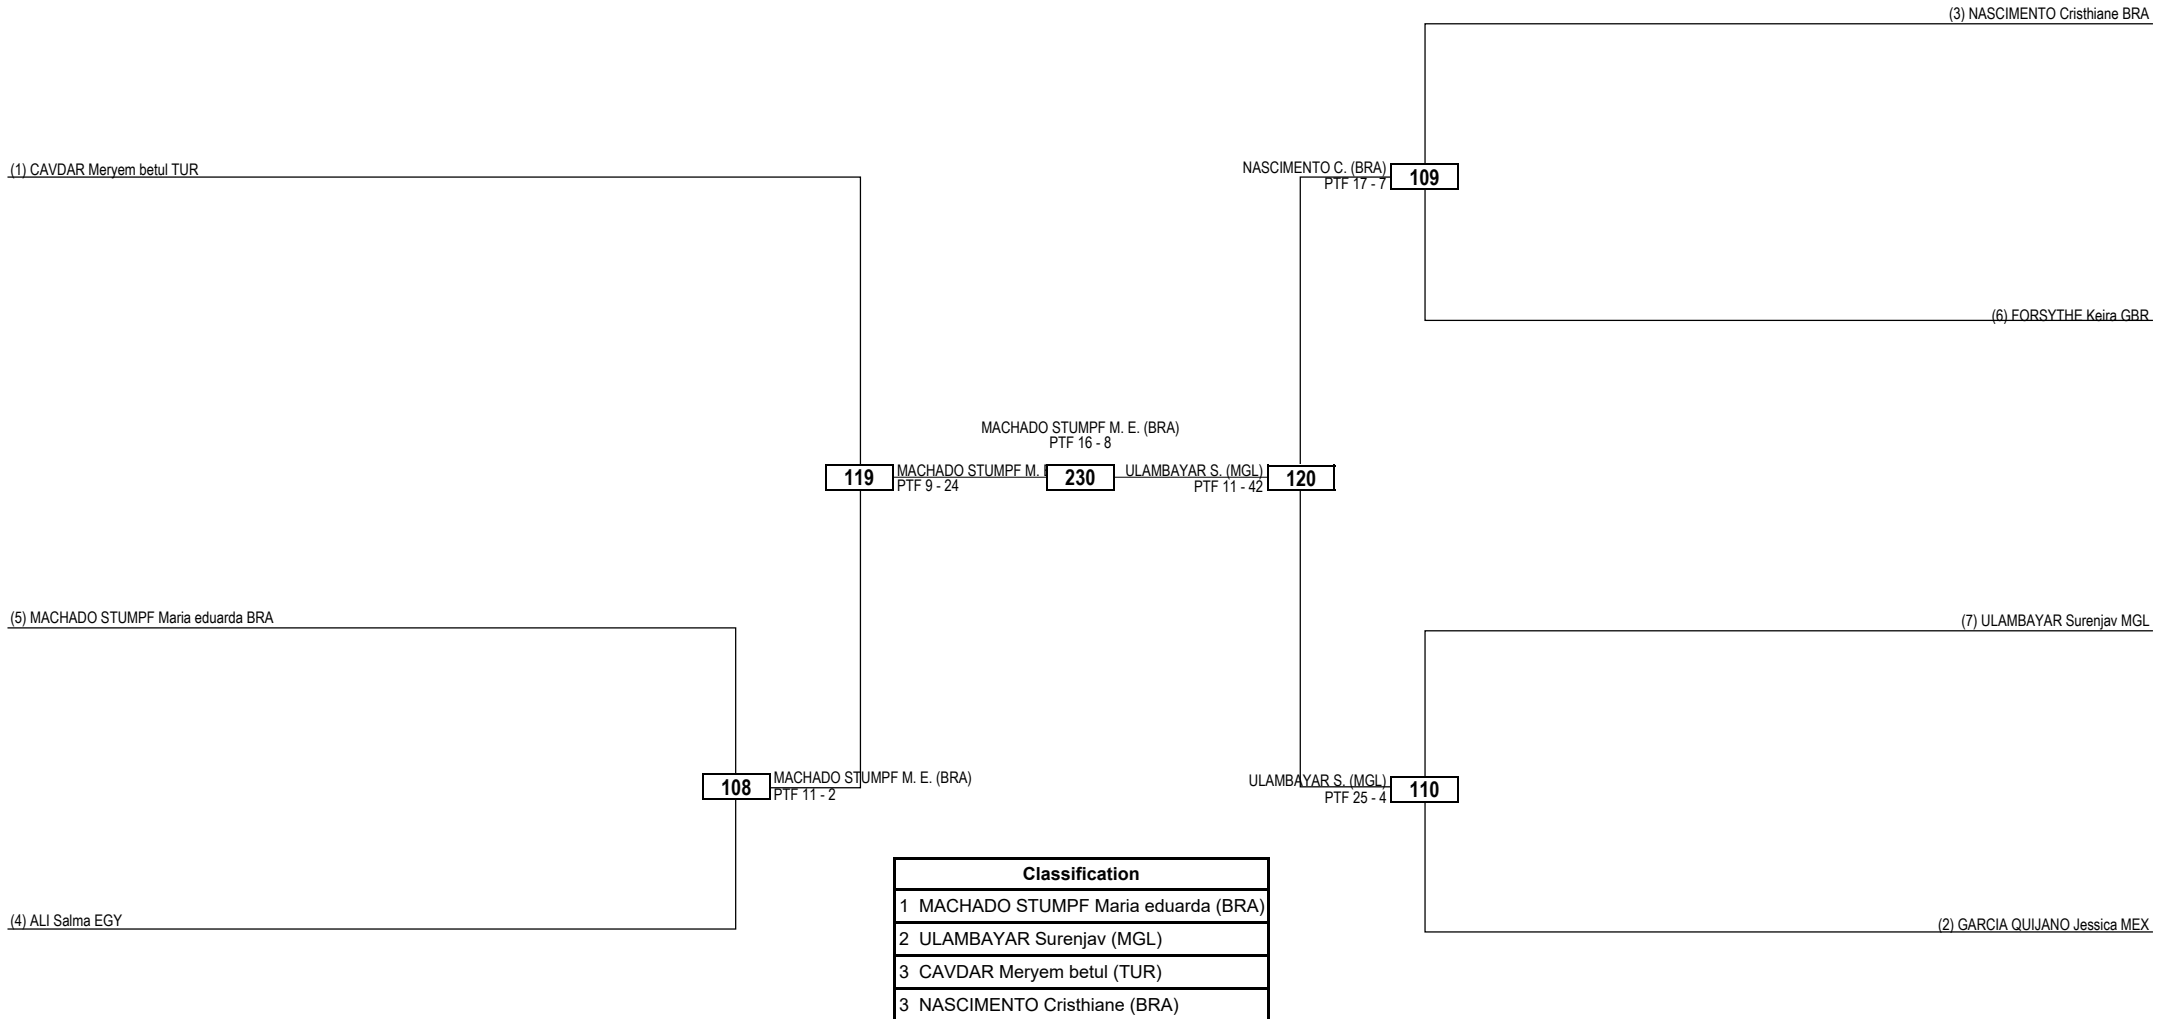 (3) NASCIMENTO Cristhiane BRA
(1) CAVDAR Meryem betul TUR
NASCIMENTO C. (BRA)
PTF 17 - 7
109
(6) FORSYTHE Keira GBR
MACHADO STUMPF M. E. (BRA)
PTF 16 - 8
119
MACHADO STUMPF M.
PTF 9 - 24
230
ULAMBAYAR S. (MGL)
PTF 11 - 42
120
(5) MACHADO STUMPF Maria eduarda BRA
(7) ULAMBAYAR Surenjav MGL
108
MACHADO STUMPF M. E. (BRA)
PTF 11 - 2
ULAMBAYAR S. (MGL)
PTF 25 - 4
110
(4) ALI Salma EGY
(2) GARCIA QUIJANO Jessica MEX
Classification
1 MACHADO STUMPF Maria eduarda (BRA)
2 ULAMBAYAR Surenjav (MGL)
3 CAVDAR Meryem betul (TUR)
3 NASCIMENTO Cristhiane (BRA)